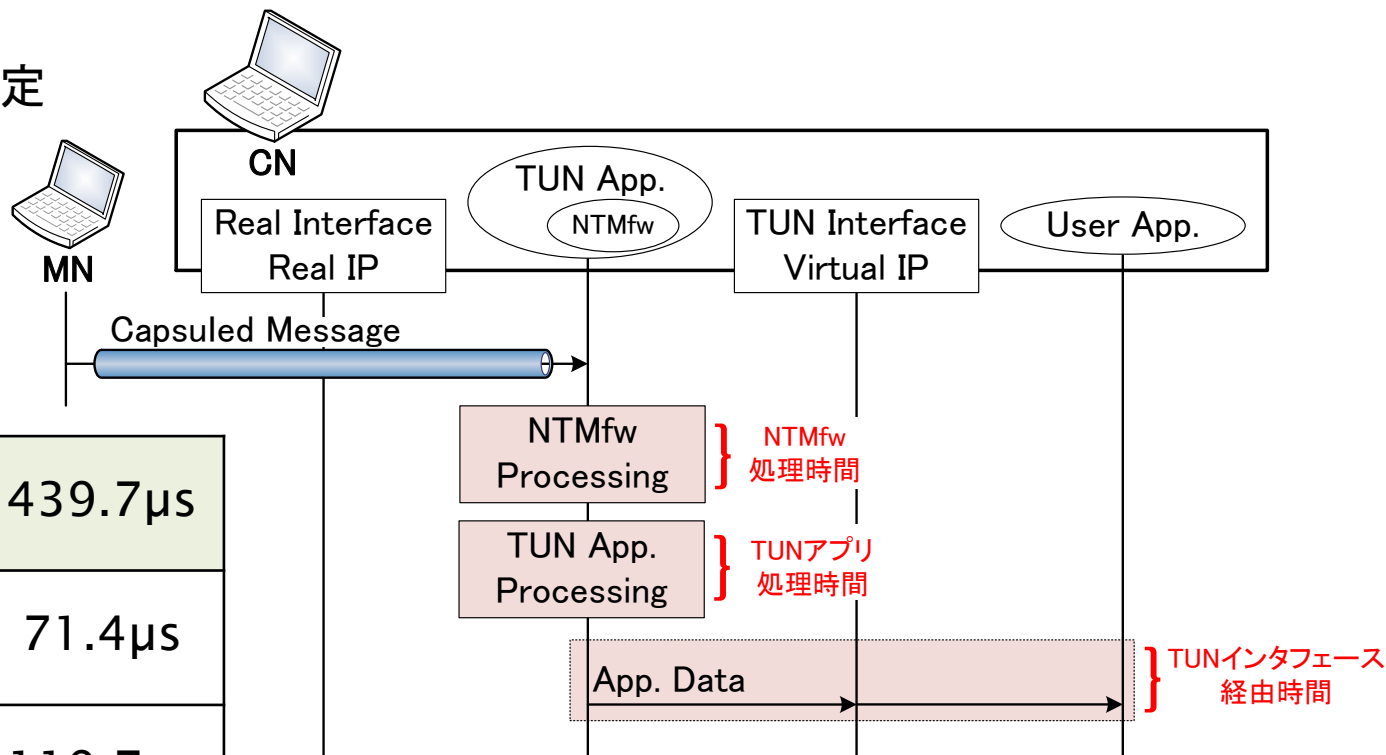 定
CN
MN
TUN App.
NTMfw
Real Interface
Real IP
TUN Interface
Virtual IP
User App.
Capsuled Message
NTMfw
Processing
NTMfw
処理時間
439.7μs
TUN App.
Processing
TUNアプリ
処理時間
71.4μs
App. Data
TUNインタフェース
経由時間